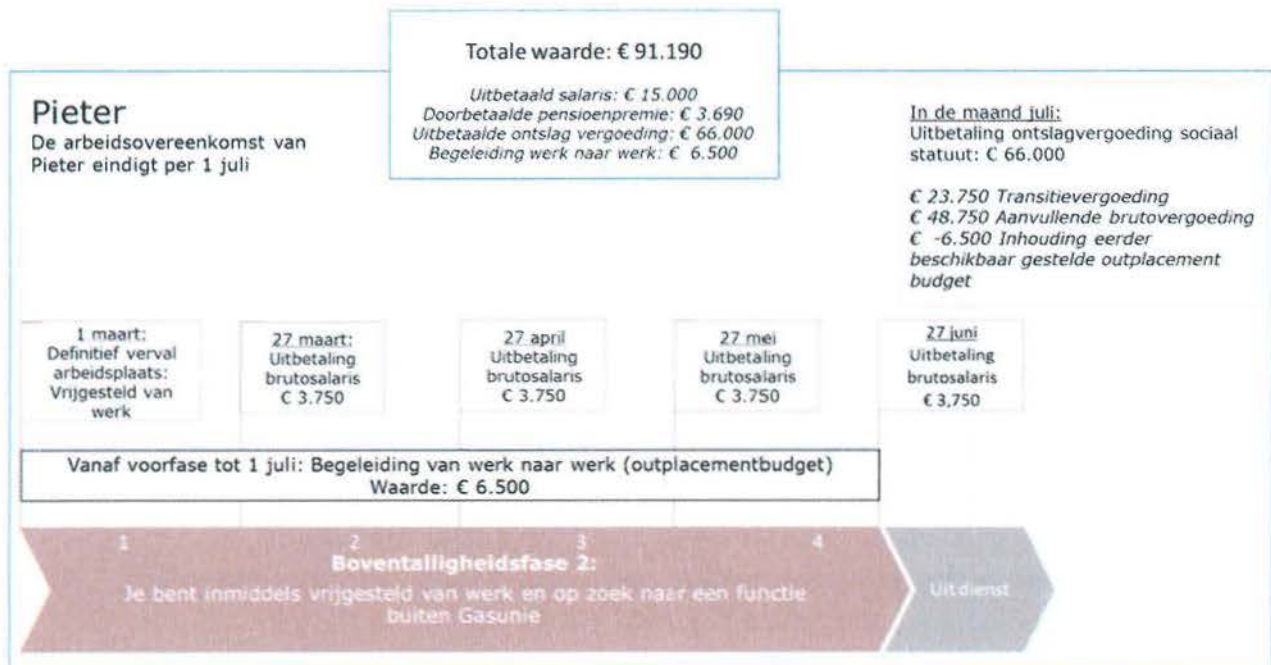 Totale waarde: € 91.190
Uitbetaald salaris: € 15.000
Doorbetaalde pensioenpremie: € 3.690
Uitbetaalde ontslag vergoeding: € 66.000
Begeleiding werk naar werk: € 6.500
Pieter
De arbeidsovereenkomst van
Pieter eindigt per 1 juli
In de maand juli:
Uitbetaling ontslagvergoeding sociaal
statuut: € 66.000
€ 23.750 Transitievergoeding
€ 48.750 Aanvullende brutovergoeding
€ -6.500 Inhouding eerder
beschikbaar gestelde outplacement
budget
1 maart:
Definitief verval
arbeidsplaats:
Vrijgesteld van
werk
27 maart:
Uitbetaling
brutosalaris
€ 3.750
27 april
Uitbetaling
brutosalaris
€ 3.750
27 mei
Uitbetaling
brutosalaris
€ 3.750
27 juni
Uitbetaling
brutosalaris
€ 3,750
Vanaf voorfase tot 1 juli: Begeleiding van werk naar werk (outplacementbudget)
Waarde: € 6.500
1 2 3 4
Boventalligheidsfase 2:
Je bent inmiddels vrijgesteld van werk en op zoek naar een functie
buiten Gasunie
Uit dienst